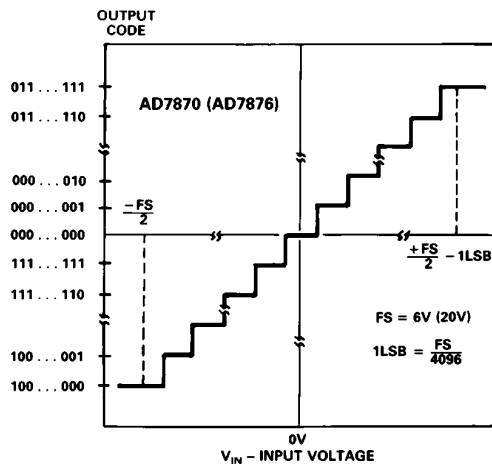 OUTPUT
CODE
011 . . . 111
AD7870 (AD7876)
011 . . . 110
000 . . . 010
000 . . . 001
−FS
2
000 . . . 000
111 . . . 111
+FS
2
− 1LSB
111 . . . 110
FS = 6V (20V)
100 . . . 001
1LSB = FS
4096
100 . . . 000
0V
VIN – INPUT VOLTAGE